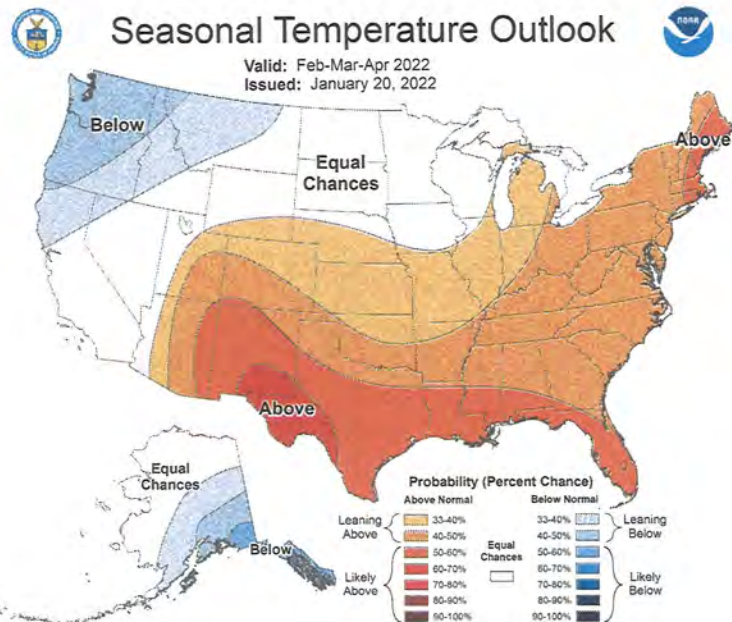 Seasonal Temperature Outlook
NOAA
Valid: Feb-Mar-Apr 2022
Issued: January 20, 2022
Below
Above
Equal
Chances
Above
Equal
Chances
Below
Probability (Percent Chance)
Above Normal
Below Normal
Leaning
Above
33-40%
40-50%
50-60%
60-70%
70-80%
80-90%
90-100%
Likely
Above
Equal
Chances
33-40%
40-50%
50-60%
60-70%
70-80%
80-90%
90-100%
Leaning
Below
Likely
Below